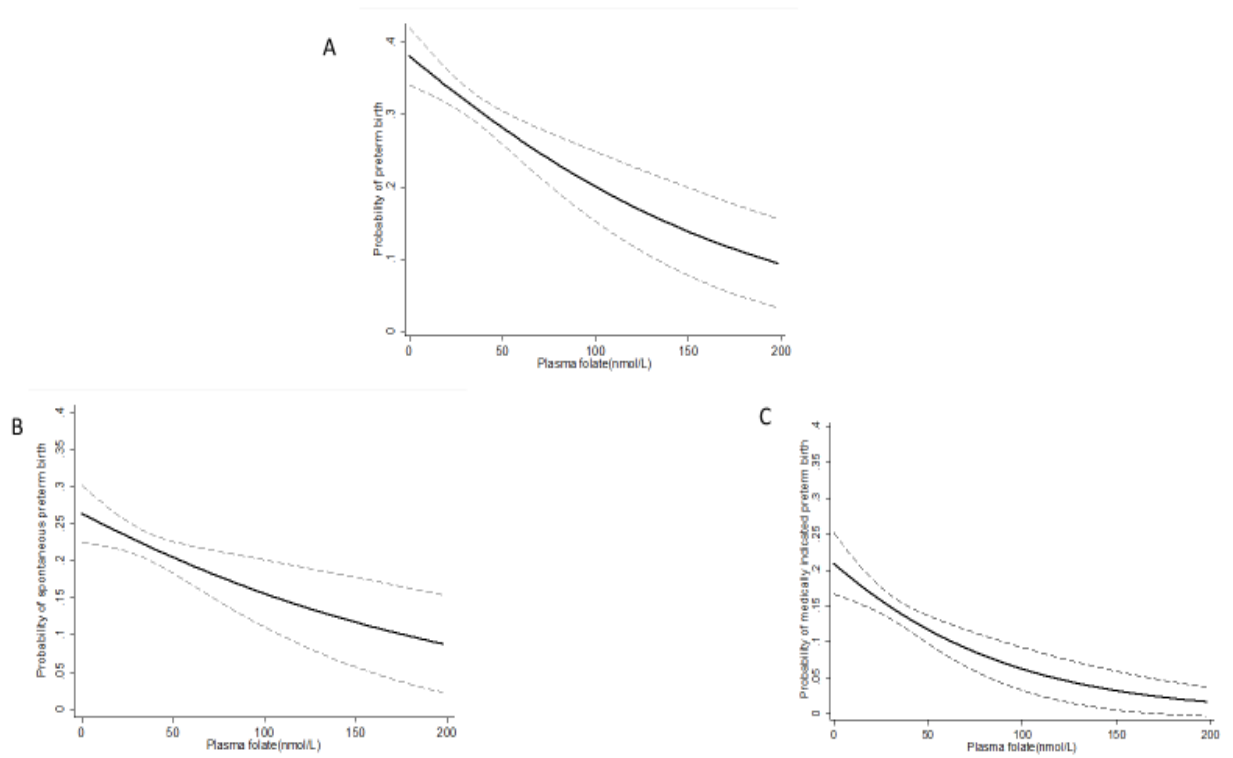 A
Probability of preterm birth
.4
.3
.2
.1
0
0 50 100 150 200
Plasma folate(nmol/L)
B
Probability of spontaneous preterm birth
.4
.35
.3
.25
.2
.15
.1
.05
0
0 50 100 150 200
Plasma folate(nmol/L)
C
Probability of medically indicated preterm birth
.4
.35
.3
.25
.2
.15
.1
.05
0
0 50 100 150 200
Plasma folate(nmol/L)